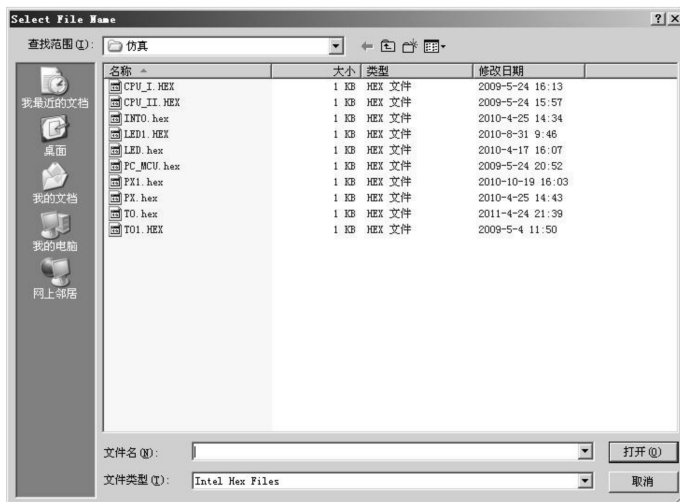 Select File Name
查找范围(I):
仿真
名称 大小 类型 修改日期
CPU_I.HEX 1 KB HEX 文件 2009-5-24 16:13
CPU_II.HEX 1 KB HEX 文件 2009-5-24 15:57
INT0.hex 1 KB HEX 文件 2010-4-25 14:34
LED1.HEX 1 KB HEX 文件 2010-8-31 9:46
LED.hex 1 KB HEX 文件 2010-4-17 16:07
PC_MCU.hex 1 KB HEX 文件 2009-5-24 20:52
PX1.hex 1 KB HEX 文件 2010-10-19 16:03
PX.hex 1 KB HEX 文件 2010-4-25 14:43
T0.hex 1 KB HEX 文件 2011-4-24 21:39
T01.HEX 1 KB HEX 文件 2009-5-4 11:50
我最近的文档
桌面
我的文档
我的电脑
网上邻居
文件名(N):
打开(O)
文件类型(T):
Intel Hex Files
取消